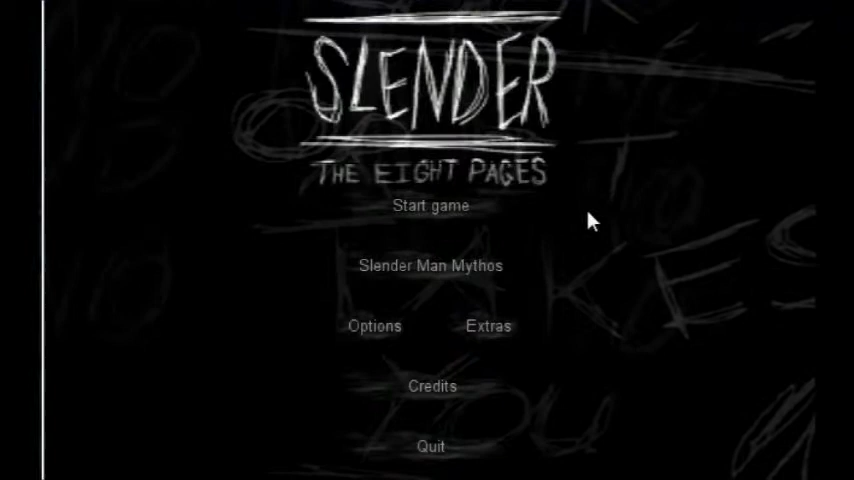 SLENDER
THE EIGHT PAGES
Start game
Slender Man Mythos
Options Extras
Credits
Quit